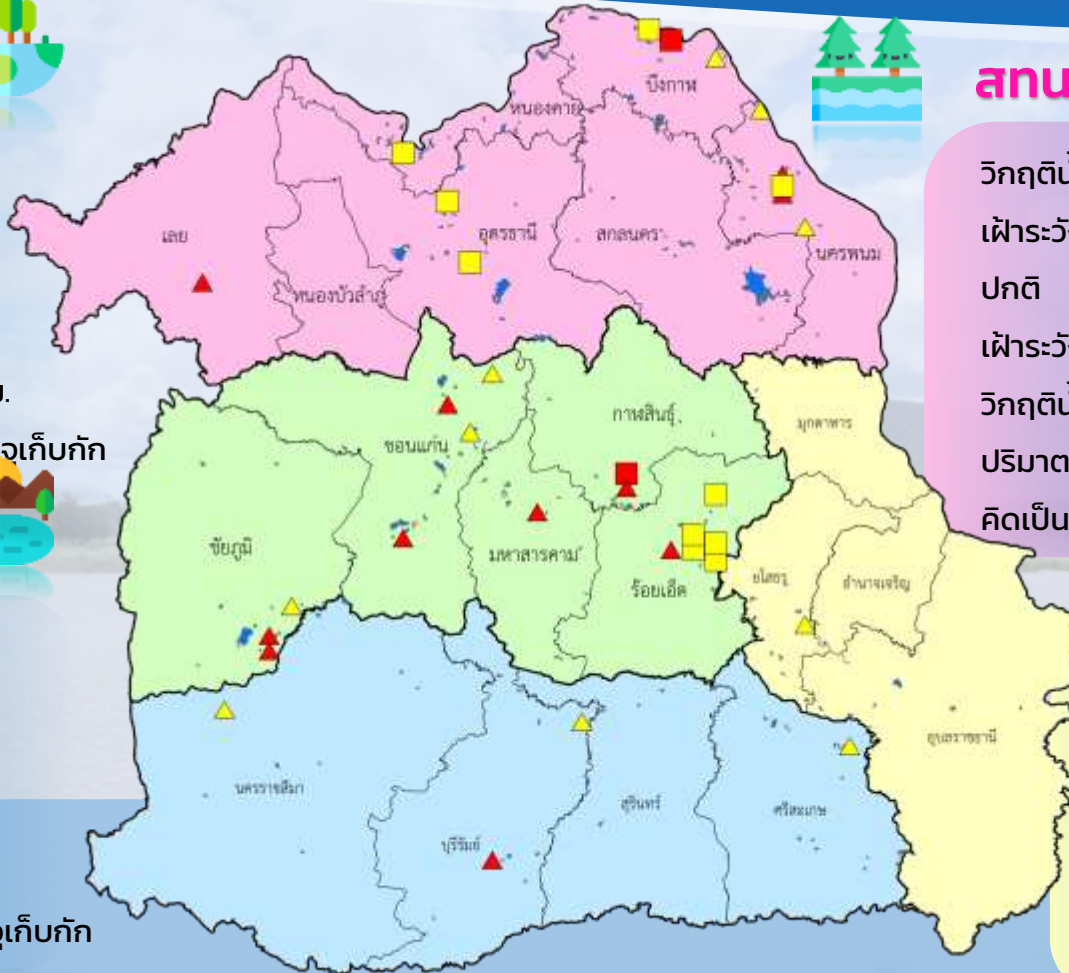 สทน
วิกฤติน้
เฝ้าระวัง
ปกติ
เฝ้าระวัง
วิกฤติน้
ปริมาต
คิดเป็น
ม.
จุเก็บกัก
จุเก็บกัก
บึงกาฬ
หนองคาย
เลย
อุดรธานี
สกลนคร
นครพนม
หนองบัวลำภู
กาฬสินธุ์
มุกดาหาร
ขอนแก่น
ชัยภูมิ
มหาสารคาม
ร้อยเอ็ด
ยโสธร
อำนาจเจริญ
อุบลราชธานี
นครราชสีมา
สุรินทร์
ศรีสะเกษ
บุรีรัมย์